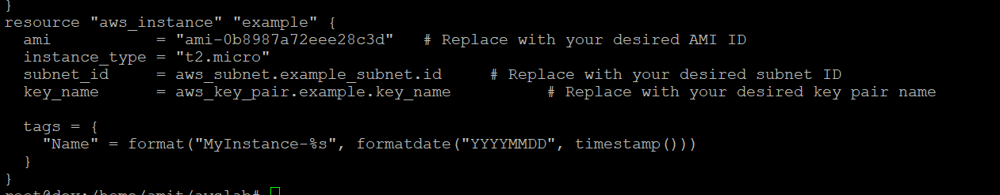 }
resource "aws_instance" "example" {
  ami           = "ami-0b8987a72eee28c3d"   # Replace with your desired AMI ID
  instance_type = "t2.micro"
  subnet_id     = aws_subnet.example_subnet.id     # Replace with your desired subnet ID
  key_name      = aws_key_pair.example.key_name          # Replace with your desired key pair name

  tags = {
    "Name" = format("MyInstance-%s", formatdate("YYYYMMDD", timestamp()))
  }
}
root@dev:/home/amit/awslab#